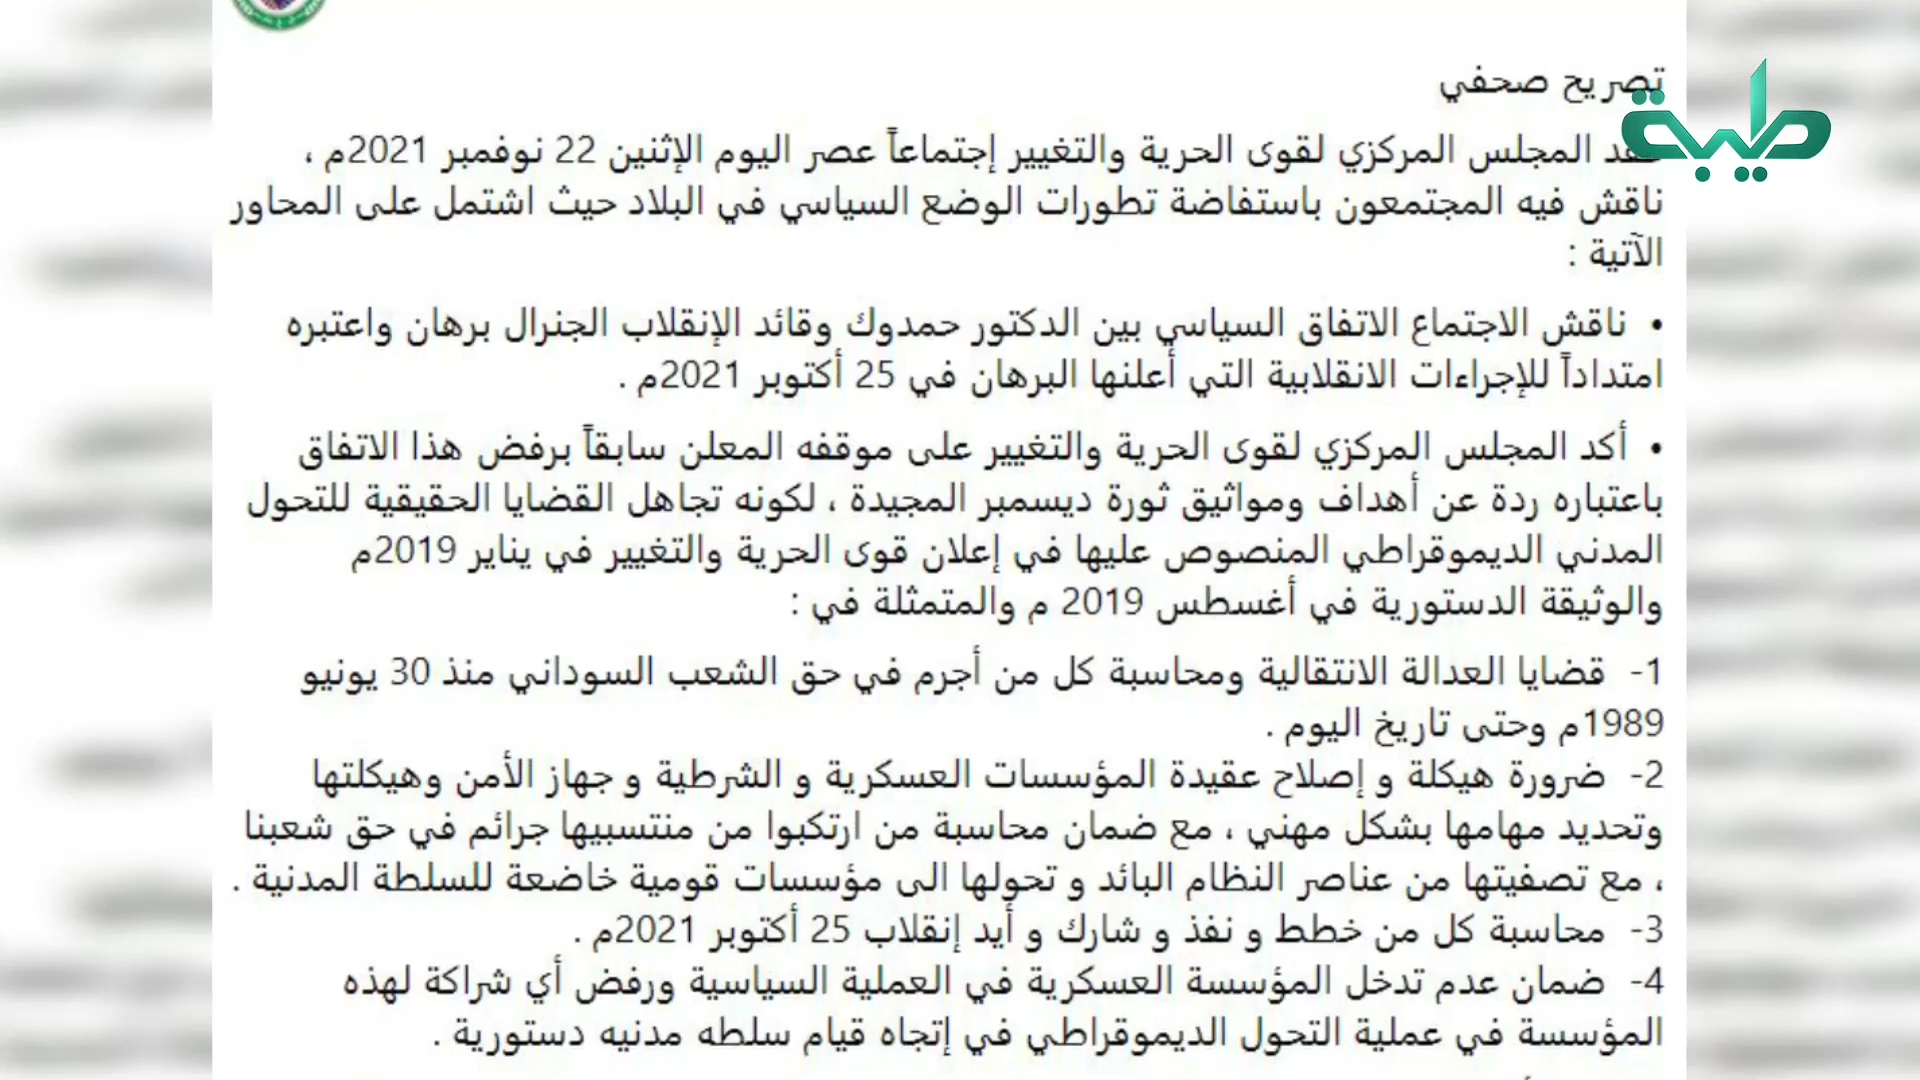 تصريح صحفي
طيبة
عقد المجلس المركزي لقوى الحرية والتغيير إجتماعاً عصر اليوم الإثنين 22 نوفمبر 2021م ،
ناقش فيه المجتمعون باستفاضة تطورات الوضع السياسي في البلاد حيث اشتمل على المحاور
الآتية :
• ناقش الاجتماع الاتفاق السياسي بين الدكتور حمدوك وقائد الإنقلاب الجنرال برهان واعتبره
امتداداً للإجراءات الانقلابية التي أعلنها البرهان في 25 أكتوبر 2021م .
• أكد المجلس المركزي لقوى الحرية والتغيير على موقفه المعلن سابقاً برفض هذا الاتفاق
باعتباره ردة عن أهداف ومواثيق ثورة ديسمبر المجيدة ، لكونه تجاهل القضايا الحقيقية للتحول
المدني الديموقراطي المنصوص عليها في إعلان قوى الحرية والتغيير في يناير 2019م
والوثيقة الدستورية في أغسطس 2019 م والمتمثلة في :
1- قضايا العدالة الانتقالية ومحاسبة كل من أجرم في حق الشعب السوداني منذ 30 يونيو
1989م وحتى تاريخ اليوم .
2- ضرورة هيكلة و إصلاح عقيدة المؤسسات العسكرية و الشرطية و جهاز الأمن وهيكلتها
وتحديد مهامها بشكل مهني ، مع ضمان محاسبة من ارتكبوا من منتسبيها جرائم في حق شعبنا
، مع تصفيتها من عناصر النظام البائد و تحولها الى مؤسسات قومية خاضعة للسلطة المدنية .
3- محاسبة كل من خطط و نفذ و شارك و أيد إنقلاب 25 أكتوبر 2021م .
4- ضمان عدم تدخل المؤسسة العسكرية في العملية السياسية ورفض أي شراكة لهذه
المؤسسة في عملية التحول الديموقراطي في إتجاه قيام سلطه مدنيه دستورية .